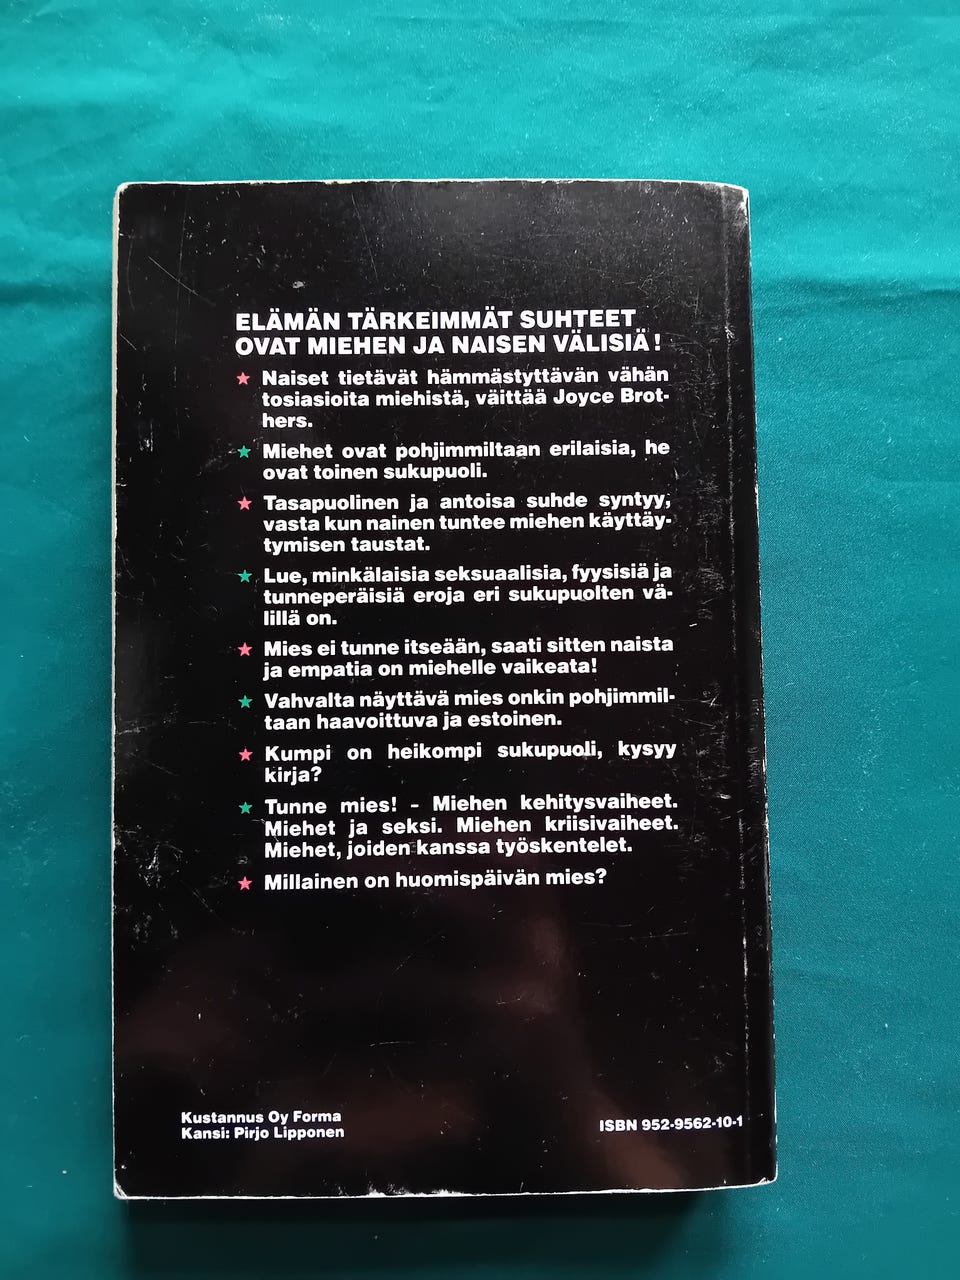 ELÄMÄN TÄRKEIMMÄT SUHTEET
OVAT MIEHEN JA NAISEN VÄLISIÄ!
Naiset tietävät hämmästyttävän vähän
tosiasioita miehistä, väittää Joyce Brot-
hers.
Miehet ovat pohjimmiltaan erilaisia, he
ovat toinen sukupuoli.
Tasapuolinen ja antoisa suhde syntyy,
vasta kun nainen tuntee miehen käyttäy-
tymisen taustat.
Lue, minkälaisia seksuaalisia, fyysisiä ja
tunneperäisiä eroja eri sukupuolten vä-
lillä on.
Mies ei tunne itseään, saati sitten naista
ja empatia on miehelle vaikeata!
Vahvalta näyttävä mies onkin pohjimmil-
taan haavoittuva ja estoinen.
Kumpi on heikompi sukupuoli, kysyy
kirja?
Tunne mies! - Miehen kehitysvaiheet.
Miehet ja seksi. Miehen kriisivaiheet.
Miehet, joiden kanssa työskentelet.
Millainen on huomispäivän mies?
Kustannus Oy Forma
Kansi: Pirjo Lipponen
ISBN 952-9562-10-1